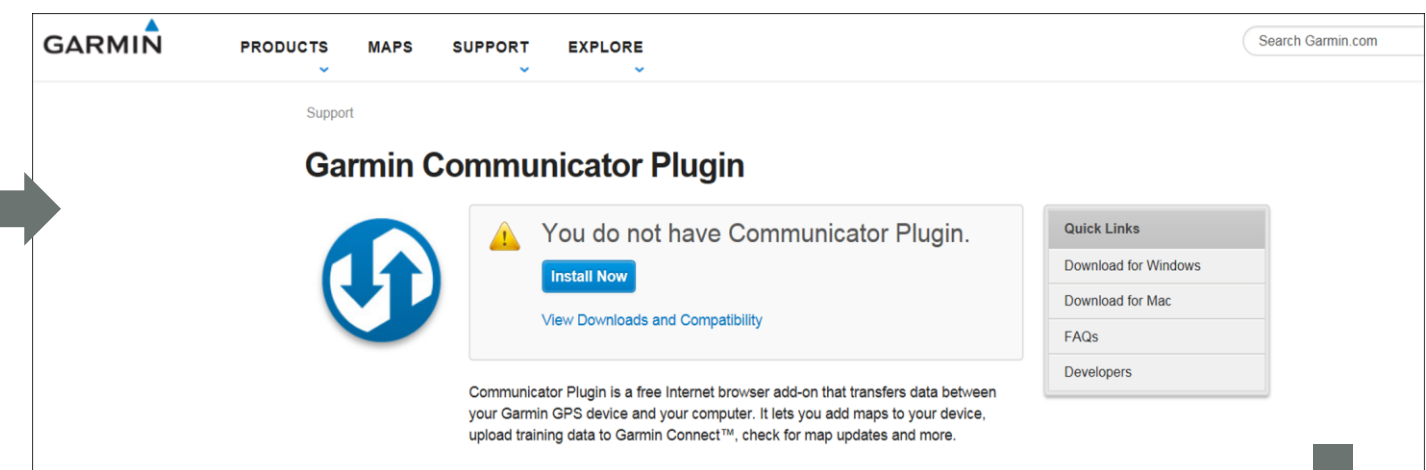 GARMIN
PRODUCTS MAPS SUPPORT EXPLORE
Search Garmin.com
Support
Garmin Communicator Plugin
You do not have Communicator Plugin.
Install Now
View Downloads and Compatibility
Communicator Plugin is a free Internet browser add-on that transfers data between
your Garmin GPS device and your computer. It lets you add maps to your device,
upload training data to Garmin Connect™, check for map updates and more.
Quick Links
Download for Windows
Download for Mac
FAQs
Developers